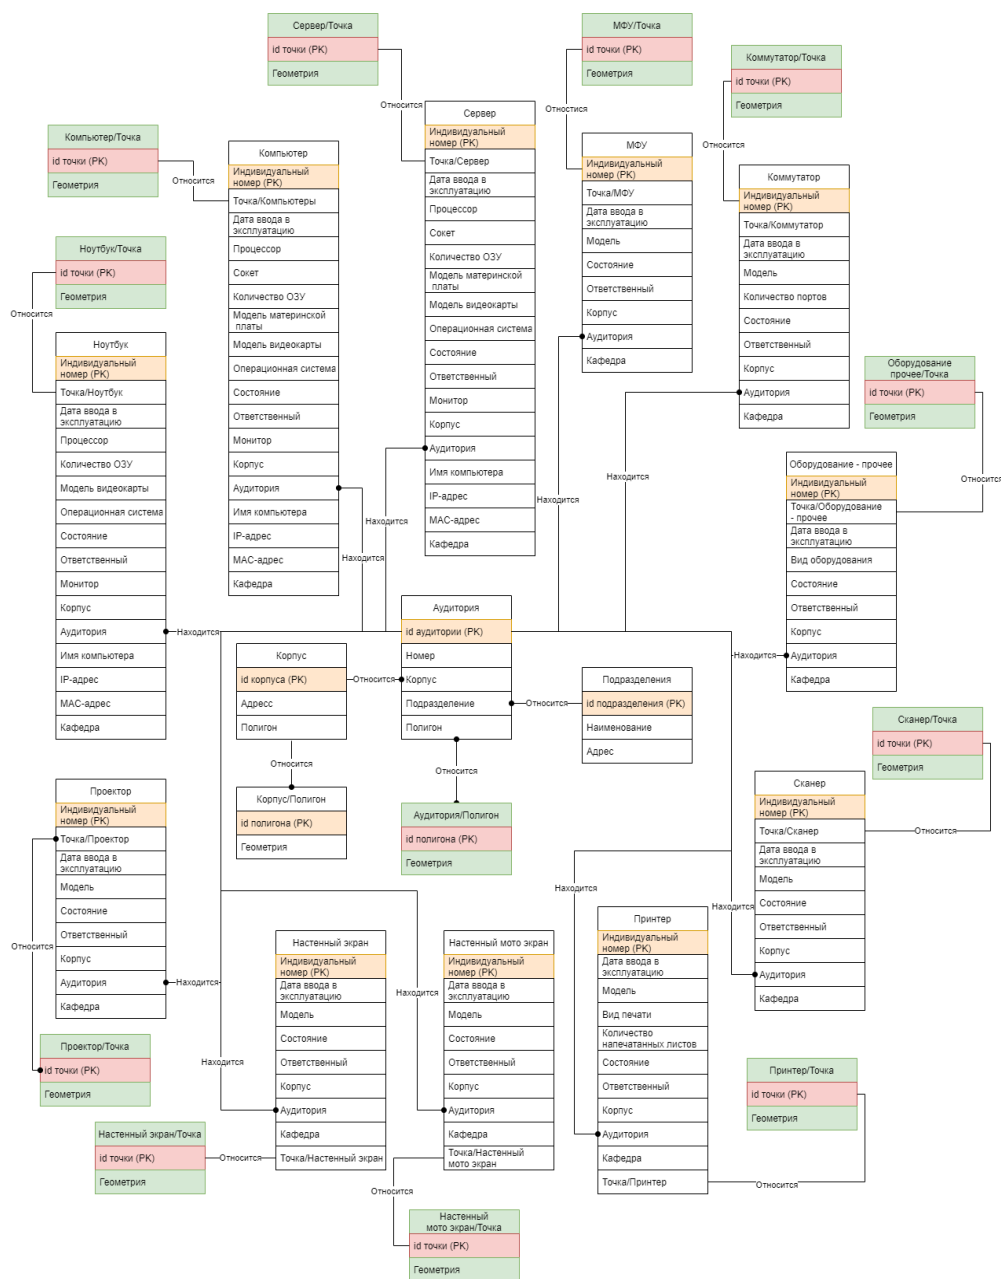 Сервер/Точка
id точки (PK)
Геометрия
МФУ/Точка
id точки (PK)
Геометрия
Коммутатор/Точка
id точки (PK)
Геометрия
Относится
Отностися
Относится
Компьютер/Точка
id точки (PK)
Геометрия
Относится
Компьютер
Индивидуальный
номер (PK)
Точка/Компьютеры
Дата ввода в
эксплуатацию
Процессор
Сокет
Количество ОЗУ
Модель материнской
платы
Модель видеокарты
Операционная система
Состояние
Ответственный
Монитор
Корпус
Аудитория
Имя компьютера
IP-адрес
MAC-адрес
Кафедра
Сервер
Индивидуальный
номер (PK)
Точка/Сервер
Дата ввода в
эксплуатацию
Процессор
Сокет
Количество ОЗУ
Модель материнской
платы
Модель видеокарты
Операционная система
Состояние
Ответственный
Монитор
Корпус
Аудитория
Имя компьютера
IP-адрес
MAC-адрес
Кафедра
МФУ
Индивидуальный
номер (PK)
Точка/МФУ
Дата ввода в
эксплуатацию
Модель
Состояние
Ответственный
Корпус
Аудитория
Кафедра
Коммутатор
Индивидуальный
номер (PK)
Точка/Коммутатор
Дата ввода в
эксплуатацию
Модель
Количество портов
Состояние
Ответственный
Корпус
Аудитория
Кафедра
Ноутбук/Точка
id точки (PK)
Геометрия
Относится
Ноутбук
Индивидуальный
номер (PK)
Точка/Ноутбук
Дата ввода в
эксплуатацию
Процессор
Количество ОЗУ
Модель видеокарты
Операционная система
Состояние
Ответственный
Монитор
Корпус
Аудитория
Имя компьютера
IP-адрес
MAC-адрес
Кафедра
Оборудование
прочее/Точка
id точки (PK)
Геометрия
Относится
Оборудование - прочее
Индивидуальный
номер (PK)
Точка/Оборудование
- прочее
Дата ввода в
эксплуатацию
Вид оборудования
Состояние
Ответственный
Корпус
Аудитория
Кафедра
Находится
Находится
Находится
Находится
Находится
Находится
Аудитория
id аудитории (PK)
Номер
Корпус
Подразделение
Полигон
Корпус
id корпуса (PK)
Адресс
Полигон
Относится
Относится
Подразделения
id подразделения (PK)
Наименование
Адрес
Относится
Относится
Корпус/Полигон
id полигона (PK)
Геометрия
Аудитория/Полигон
id полигона (PK)
Геометрия
Сканер/Точка
id точки (PK)
Геометрия
Сканер
Индивидуальный
номер (PK)
Точка/Сканер
Дата ввода в
эксплуатацию
Модель
Состояние
Ответственный
Корпус
Аудитория
Кафедра
Относится
Находится
Находится
Проектор
Индивидуальный
номер (PK)
Точка/Проектор
Дата ввода в
эксплуатацию
Модель
Состояние
Ответственный
Корпус
Аудитория
Кафедра
Относится
Находится
Проектор/Точка
id точки (PK)
Геометрия
Находится
Находится
Настенный экран
Индивидуальный
номер (PK)
Дата ввода в
эксплуатацию
Модель
Состояние
Ответственный
Корпус
Аудитория
Кафедра
Точка/Настенный экран
Настенный мото экран
Индивидуальный
номер (PK)
Дата ввода в
эксплуатацию
Модель
Состояние
Ответственный
Корпус
Аудитория
Кафедра
Точка/Настенный
мото экран
Принтер
Индивидуальный
номер (PK)
Дата ввода в
эксплуатацию
Модель
Вид печати
Количество
напечатанных листов
Состояние
Ответственный
Корпус
Аудитория
Кафедра
Точка/Принтер
Принтер/Точка
id точки (PK)
Геометрия
Относится
Настенный экран/Точка
id точки (PK)
Геометрия
Относится
Относится
Настенный
мото экран/Точка
id точки (PK)
Геометрия